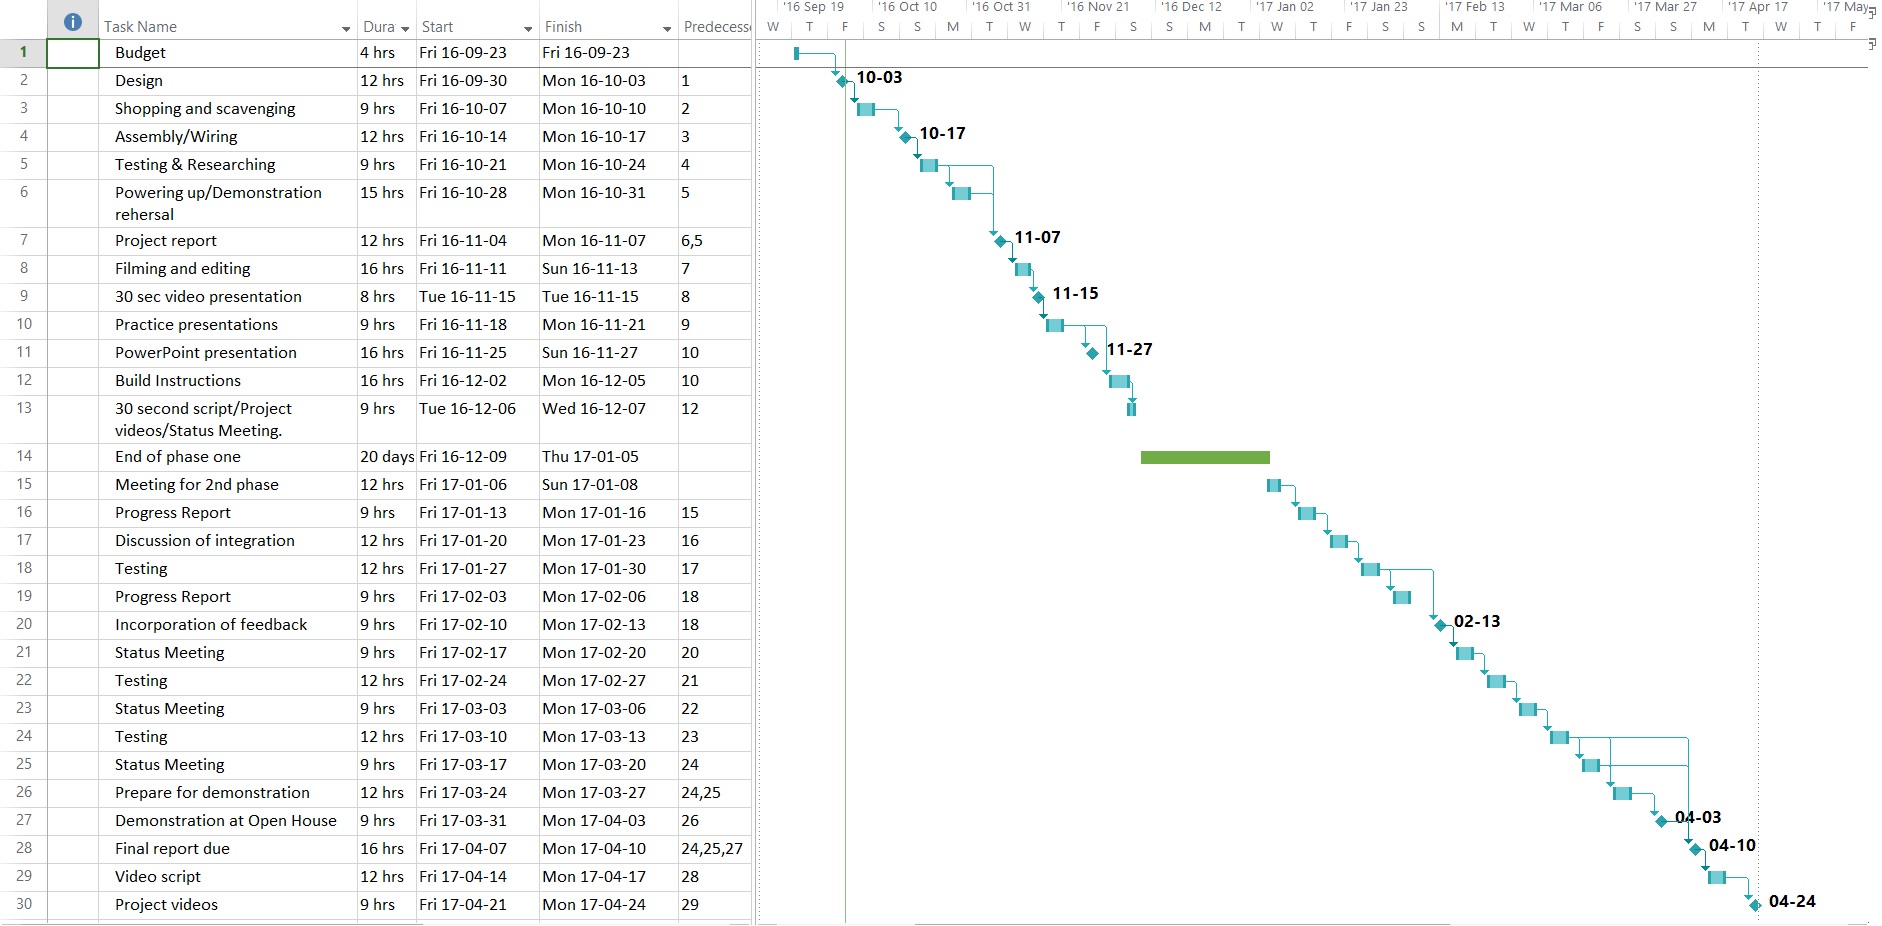 '16 Sep 19 '16 Oct 10 '16 Oct 31 '16 Nov 21 '16 Dec 12 '17 Jan 02 '17 Jan 23 '17 Feb 13 '17 Mar 06 '17 Mar 27 '17 Apr 17 '17 May
i Task Name Dura Start Finish Predecess W T F S S M T W T F S S M T W T F S S M T W T F S S M T W T F
1 Budget 4 hrs Fri 16-09-23 Fri 16-09-23
2 Design 12 hrs Fri 16-09-30 Mon 16-10-03 1 10-03
3 Shopping and scavenging 9 hrs Fri 16-10-07 Mon 16-10-10 2
4 Assembly/Wiring 12 hrs Fri 16-10-14 Mon 16-10-17 3 10-17
5 Testing & Researching 9 hrs Fri 16-10-21 Mon 16-10-24 4
6 Powering up/Demonstration 15 hrs Fri 16-10-28 Mon 16-10-31 5
rehersal
7 Project report 12 hrs Fri 16-11-04 Mon 16-11-07 6,5 11-07
8 Filming and editing 16 hrs Fri 16-11-11 Sun 16-11-13 7
9 30 sec video presentation 8 hrs Tue 16-11-15 Tue 16-11-15 8 11-15
10 Practice presentations 9 hrs Fri 16-11-18 Mon 16-11-21 9
11 PowerPoint presentation 16 hrs Fri 16-11-25 Sun 16-11-27 10 11-27
12 Build Instructions 16 hrs Fri 16-12-02 Mon 16-12-05 10
13 30 second script/Project 9 hrs Tue 16-12-06 Wed 16-12-07 12
videos/Status Meeting.
14 End of phase one 20 days Fri 16-12-09 Thu 17-01-05
15 Meeting for 2nd phase 12 hrs Fri 17-01-06 Sun 17-01-08
16 Progress Report 12 hrs Fri 17-01-13 Mon 17-01-16 15
17 Discussion of integration 12 hrs Fri 17-01-20 Mon 17-01-23 16
18 Testing 12 hrs Fri 17-01-27 Mon 17-01-30 17
19 Progress Report 9 hrs Fri 17-02-03 Mon 17-02-06 18
20 Incorporation of feedback 9 hrs Fri 17-02-10 Mon 17-02-13 18 02-13
21 Status Meeting 9 hrs Fri 17-02-17 Mon 17-02-20 20
22 Testing 12 hrs Fri 17-02-24 Mon 17-02-27 21
23 Status Meeting 9 hrs Fri 17-03-03 Mon 17-03-06 22
24 Testing 12 hrs Fri 17-03-10 Mon 17-03-13 23
25 Status Meeting 9 hrs Fri 17-03-17 Mon 17-03-20 24
26 Prepare for demonstration 12 hrs Fri 17-03-24 Mon 17-03-27 24,25
27 Demonstration at Open House 9 hrs Fri 17-03-31 Mon 17-04-03 26 04-03
28 Final report due 16 hrs Fri 17-04-07 Mon 17-04-10 24,25,27 04-10
29 Video script 12 hrs Fri 17-04-14 Mon 17-04-17 28
30 Project videos 9 hrs Fri 17-04-21 Mon 17-04-24 29 04-24